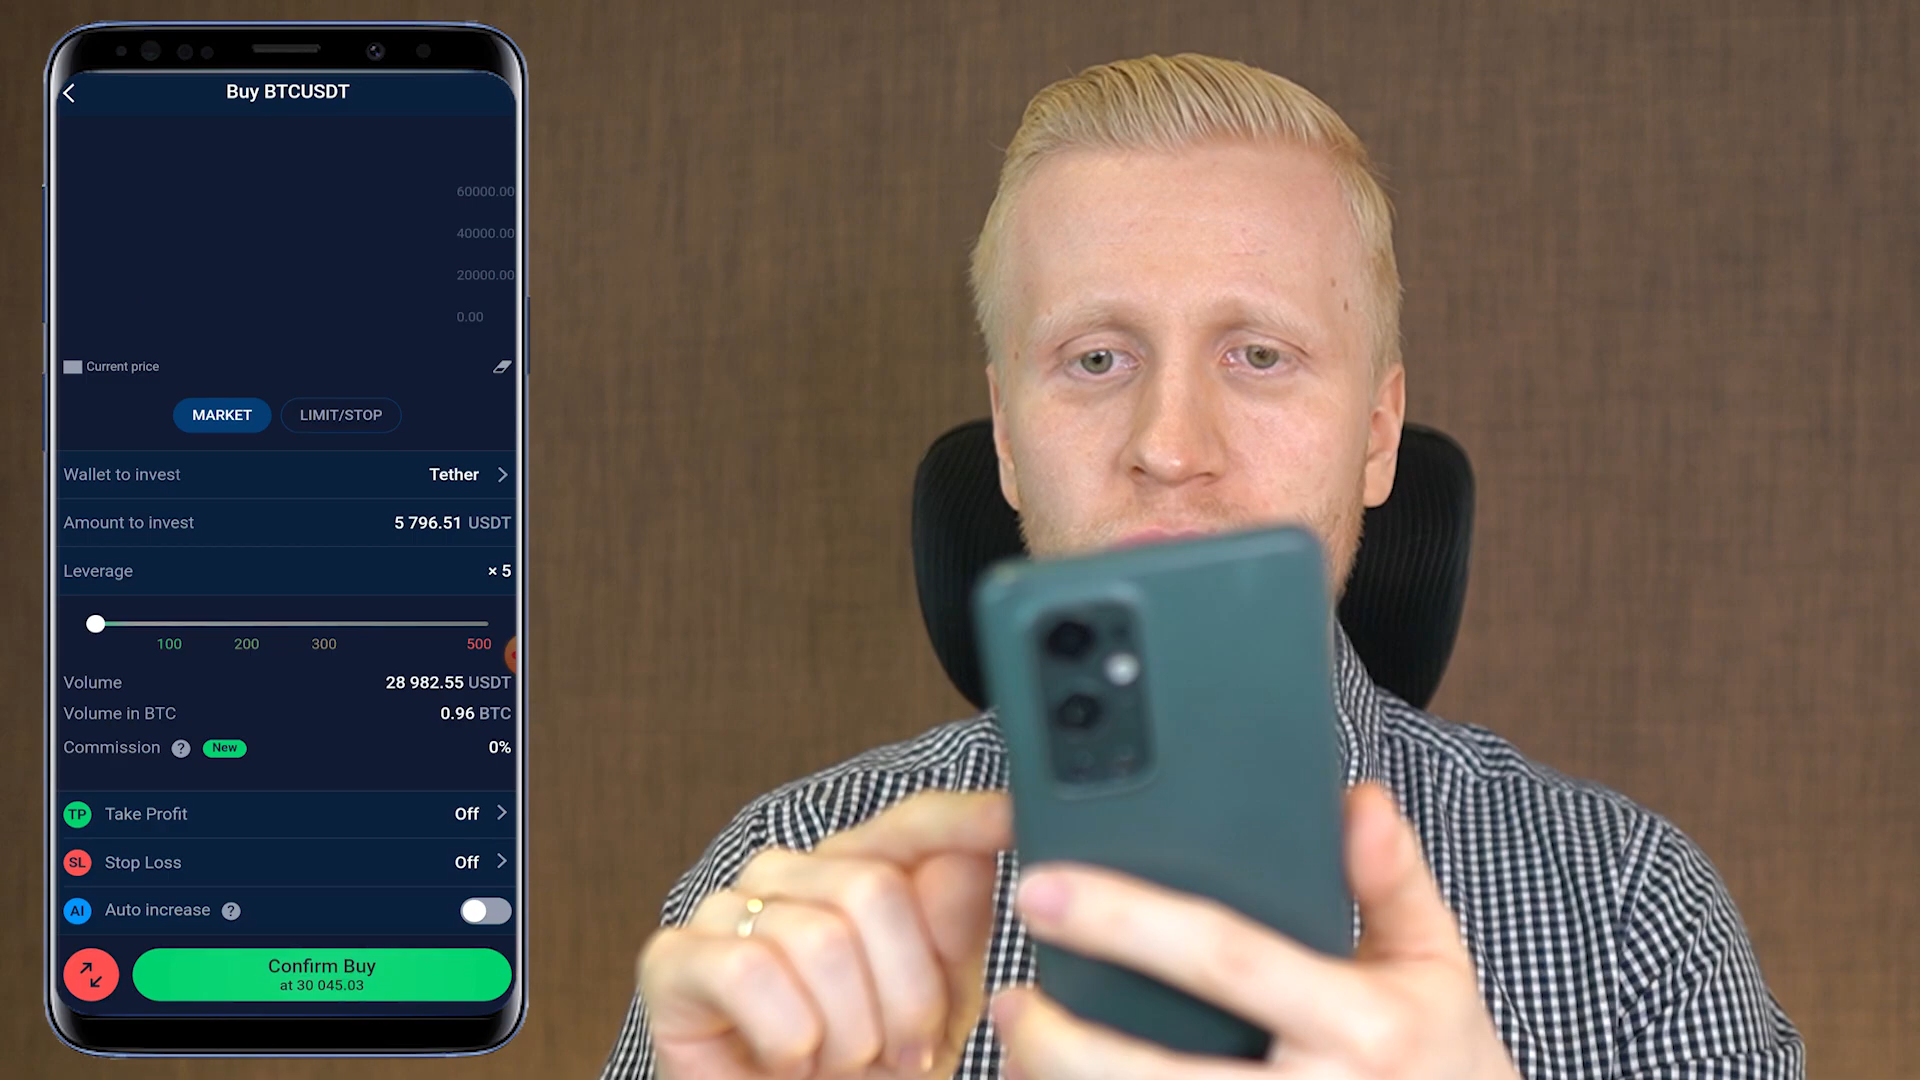 Buy BTCUSDT
60000.00
40000.00
20000.00
0.00
Current price
MARKET LIMIT/STOP
Wallet to invest Tether
Amount to invest 5 796.51 USDT
Leverage × 5
100 200 300 500
Volume 28 982.55 USDT
Volume in BTC 0.96 BTC
Commission ? New 0%
TP Take Profit Off
SL Stop Loss Off
AI Auto increase ?
Confirm Buy
at 30 045.03